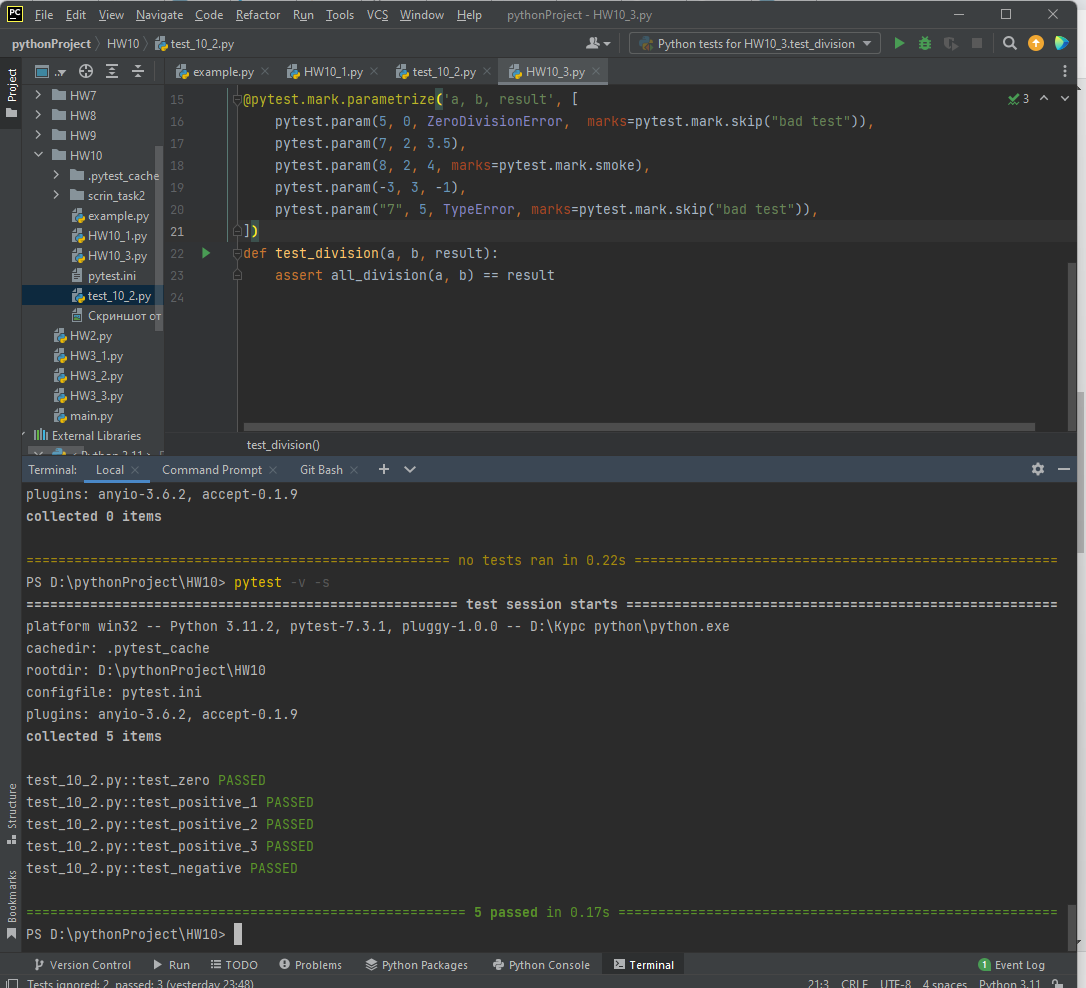 PC File Edit View Navigate Code Refactor Run Tools VCS Window Help pythonProject - HW10_3.py
pythonProject HW10 test_10_2.py Python tests for HW10_3.test_division
Project
example.py HW10_1.py test_10_2.py HW10_3.py
HW7
HW8
HW9
HW10
.pytest_cache
scrin_task2
example.py
HW10_1.py
HW10_3.py
pytest.ini
test_10_2.py
Скриншот от
HW2.py
HW3_1.py
HW3_2.py
HW3_3.py
main.py
External Libraries
3
15 @pytest.mark.parametrize('a, b, result', [
16 pytest.param(5, 0, ZeroDivisionError, marks=pytest.mark.skip("bad test")),
17 pytest.param(7, 2, 3.5),
18 pytest.param(8, 2, 4, marks=pytest.mark.smoke),
19 pytest.param(-3, 3, -1),
20 pytest.param("7", 5, TypeError, marks=pytest.mark.skip("bad test")),
21 ])
22 def test_division(a, b, result):
23 assert all_division(a, b) == result
24
test_division()
Terminal: Local Command Prompt Git Bash
plugins: anyio-3.6.2, accept-0.1.9
collected 0 items
===================================================== no tests ran in 0.22s =====================================================
PS D:\pythonProject\HW10> pytest -v -s
====================================================== test session starts ======================================================
platform win32 -- Python 3.11.2, pytest-7.3.1, pluggy-1.0.0 -- D:\Курс python\python.exe
cachedir: .pytest_cache
rootdir: D:\pythonProject\HW10
configfile: pytest.ini
plugins: anyio-3.6.2, accept-0.1.9
collected 5 items
test_10_2.py::test_zero PASSED
test_10_2.py::test_positive_1 PASSED
test_10_2.py::test_positive_2 PASSED
test_10_2.py::test_positive_3 PASSED
test_10_2.py::test_negative PASSED
======================================================= 5 passed in 0.17s =======================================================
PS D:\pythonProject\HW10>
Structure
Bookmarks
Version Control Run TODO Problems Python Packages Python Console Terminal 1 Event Log
Tests ignored: 2, passed: 3 (yesterday 23:48) 21:3 CRLF UTF-8 4 spaces Python 3.11